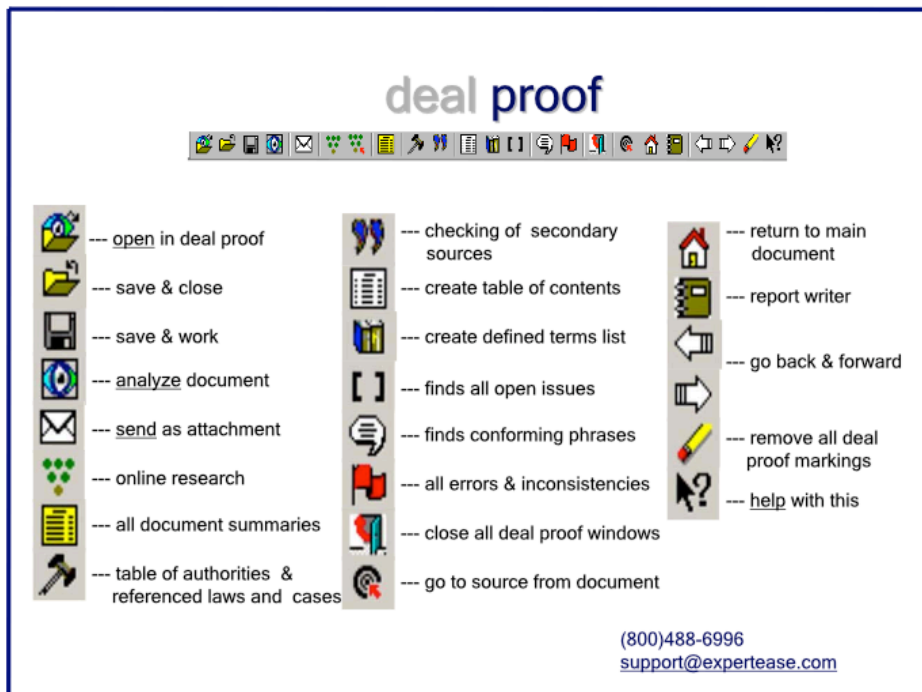 deal proof
--- open in deal proof
--- save & close
--- save & work
--- analyze document
--- send as attachment
--- online research
--- all document summaries
--- table of authorities &
referenced laws and cases
--- checking of secondary
sources
--- create table of contents
--- create defined terms list
--- finds all open issues
--- finds conforming phrases
--- all errors & inconsistencies
--- close all deal proof windows
--- go to source from document
--- return to main
document
--- report writer
--- go back & forward
--- remove all deal
proof markings
--- help with this
(800)488-6996
support@expertease.com